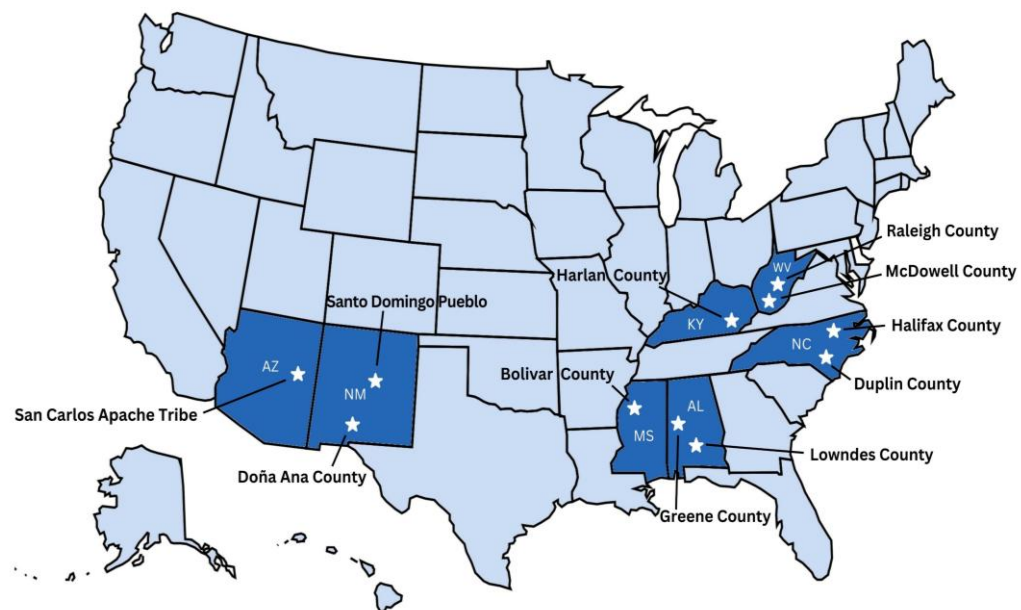 Raleigh County
WV
McDowell County
Harlan County
Santo Domingo Pueblo
KY
Halifax County
NC
Duplin County
AZ
Bolivar County
NM
AL
San Carlos Apache Tribe
MS
Lowndes County
Doña Ana County
Greene County